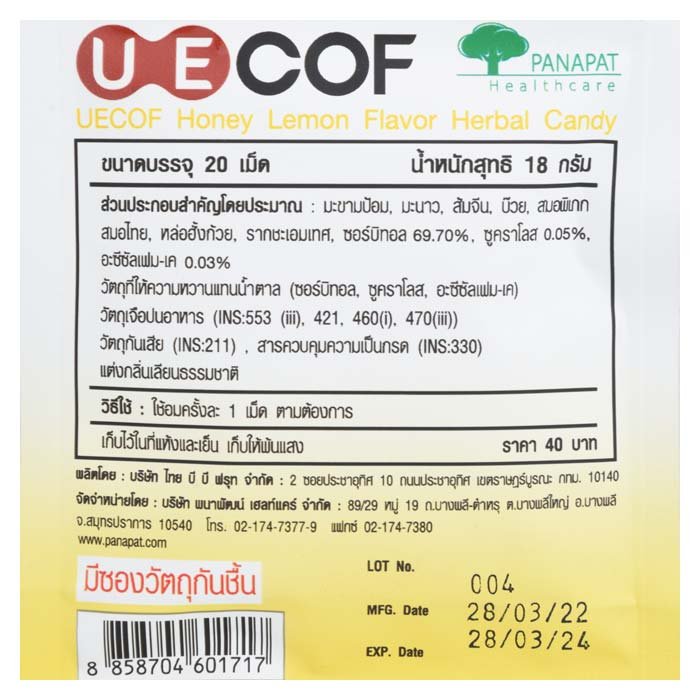 UECOF
PANAPAT
Healthcare
UECOF Honey Lemon Flavor Herbal Candy
ขนาดบรรจุ 20 เม็ด น้ำหนักสุทธิ 18 กรัม
ส่วนประกอบสำคัญโดยประมาณ : มะขามป้อม, มะนาว, ส้มจีน, บ๊วย, สมอพิเภก
สมอไทย, หล่อฮั้งก้วย, รากชะเอมเทศ, ซอร์บิทอล 69.70%, ซูคราโลส 0.05%,
อะซีซัลเฟม-เค 0.03%
วัตถุที่ให้ความหวานแทนน้ำตาล (ซอร์บิทอล, ซูคราโลส, อะซีซัลเฟม-เค)
วัตถุเจือปนอาหาร (INS:553 (iii), 421, 460(i), 470(iii))
วัตถุกันเสีย (INS:211) , สารควบคุมความเป็นกรด (INS:330)
แต่งกลิ่นเลียนธรรมชาติ
วิธีใช้ : ใช้อมครั้งละ 1 เม็ด ตามต้องการ
เก็บไว้ในที่แห้งและเย็น เก็บให้พ้นแสง ราคา 40 บาท
ผลิตโดย : บริษัท ไทย บี บี ฟรุท จำกัด : 2 ซอยประชาอุทิศ 10 ถนนประชาอุทิศ เขตราษฎร์บูรณะ กทม. 10140
จัดจำหน่ายโดย : บริษัท พนาพัฒน์ เฮลท์แคร์ จำกัด : 89/29 หมู่ 19 ถ.บางพลี-ตำหรุ ต.บางพลีใหญ่ อ.บางพลี
จ.สมุทรปราการ 10540 โทร. 02-174-7377-9 แฟกซ์ 02-174-7380
www.panapat.com
มีซองวัตถุกันชื้น
LOT No. 004
MFG. Date 28/03/22
EXP. Date 28/03/24
8 858704 601717